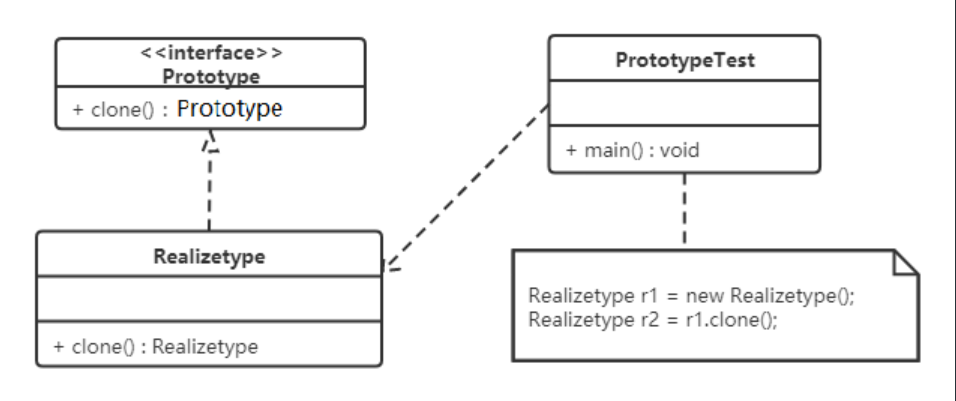 <<interface>>
Prototype
+ clone() : Prototype
PrototypeTest
+ main() : void
Realizetype
+ clone() : Realizetype
Realizetype r1 = new Realizetype();
Realizetype r2 = r1.clone();